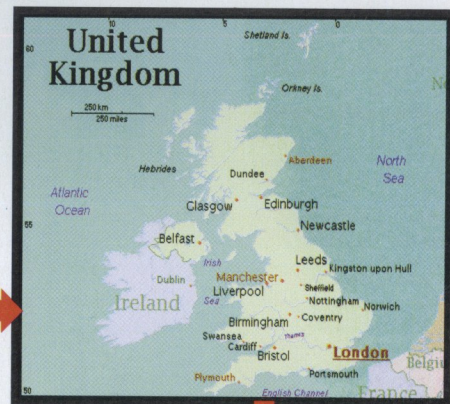 10
5
0
60
United
Kingdom
Shetland Is.
250 km
250 miles
Orkney Is.
Hebrides
Aberdeen
North
Sea
Dundee
Atlantic
Ocean
Glasgow
Edinburgh
55
Newcastle
Belfast
Irish
Sea
Leeds
Kingston upon Hull
Dublin
Manchester
Sheffield
Liverpool
Ireland
Nottingham
Norwich
Birmingham
Coventry
Swansea
Thames
Cardiff
Bristol
London
Belgiu
Plymouth
Portsmouth
50
English Channel
France